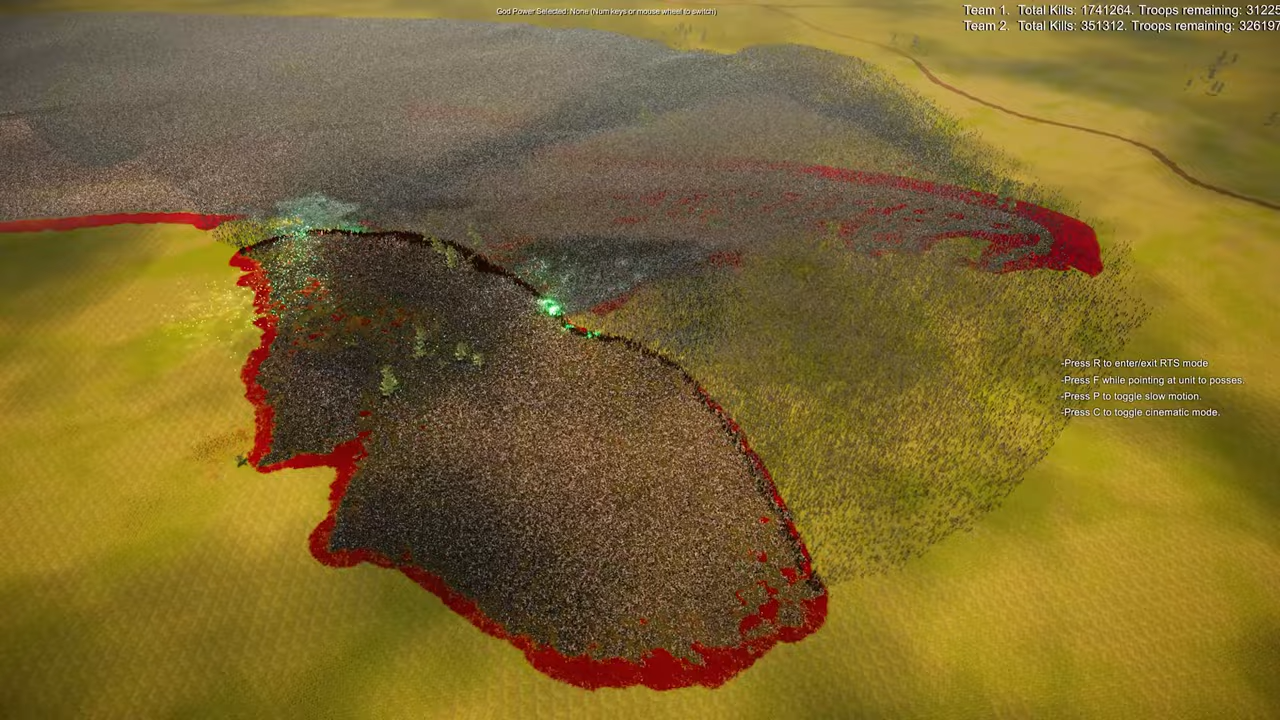 God Power Selected: None (Num keys or mouse wheel to switch)
Team 1. Total Kills: 1741264. Troops remaining: 31225
Team 2. Total Kills: 351312. Troops remaining: 326197
-Press R to enter/exit RTS mode
-Press F while pointing at unit to posses.
-Press P to toggle slow motion.
-Press C to toggle cinematic mode.